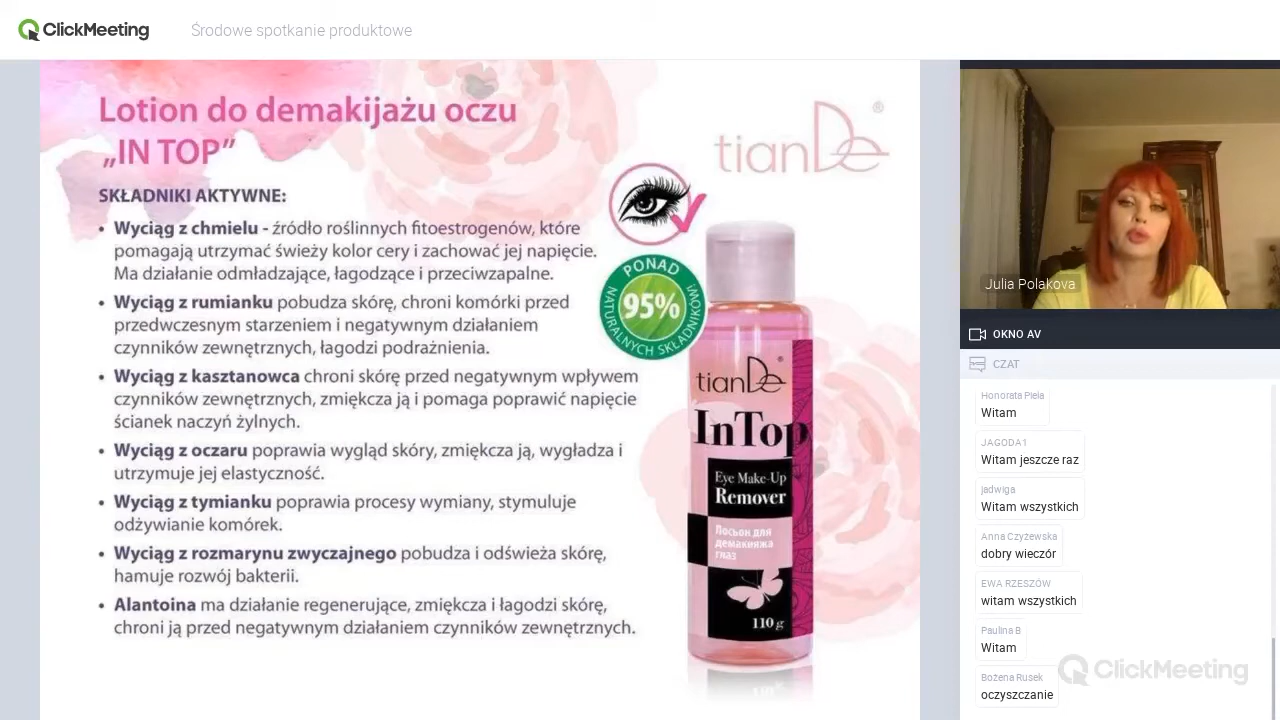 ClickMeeting
Środowe spotkanie produktowe
Lotion do demakijażu oczu
„IN TOP”
SKŁADNIKI AKTYWNE:
• Wyciąg z chmielu - źródło roślinnych fitoestrogenów, które
pomagają utrzymać świeży kolor cery i zachować jej napięcie.
Ma działanie odmładzające, łagodzące i przeciwzapalne.
• Wyciąg z rumianku pobudza skórę, chroni komórki przed
przedwczesnym starzeniem i negatywnym działaniem
czynników zewnętrznych, łagodzi podrażnienia.
• Wyciąg z kasztanowca chroni skórę przed negatywnym wpływem
czynników zewnętrznych, zmiękcza ją i pomaga poprawić napięcie
ścianek naczyń żylnych.
• Wyciąg z oczaru poprawia wygląd skóry, zmiękcza ją, wygładza i
utrzymuje jej elastyczność.
• Wyciąg z tymianku poprawia procesy wymiany, stymuluje
odżywianie komórek.
• Wyciąg z rozmarynu zwyczajnego pobudza i odświeża skórę,
hamuje rozwój bakterii.
• Alantoina ma działanie regenerujące, zmiękcza i łagodzi skórę,
chroni ją przed negatywnym działaniem czynników zewnętrznych.
tianDe®
PONAD
95%
NATURALNYCH SKŁADNIKÓW!
tianDe®
InTop
Eye Make-Up
Remover
Лосьон для
демакияжа
глаз
110 g
Julia Polakova
OKNO AV
CZAT
Honorata Piela
Witam
JAGODA1
Witam jeszcze raz
jadwiga
Witam wszystkich
Anna Czyżewska
dobry wieczór
EWA RZESZÓW
witam wszystkich
Paulina B
Witam
Bożena Rusek
oczyszczanie
ClickMeeting